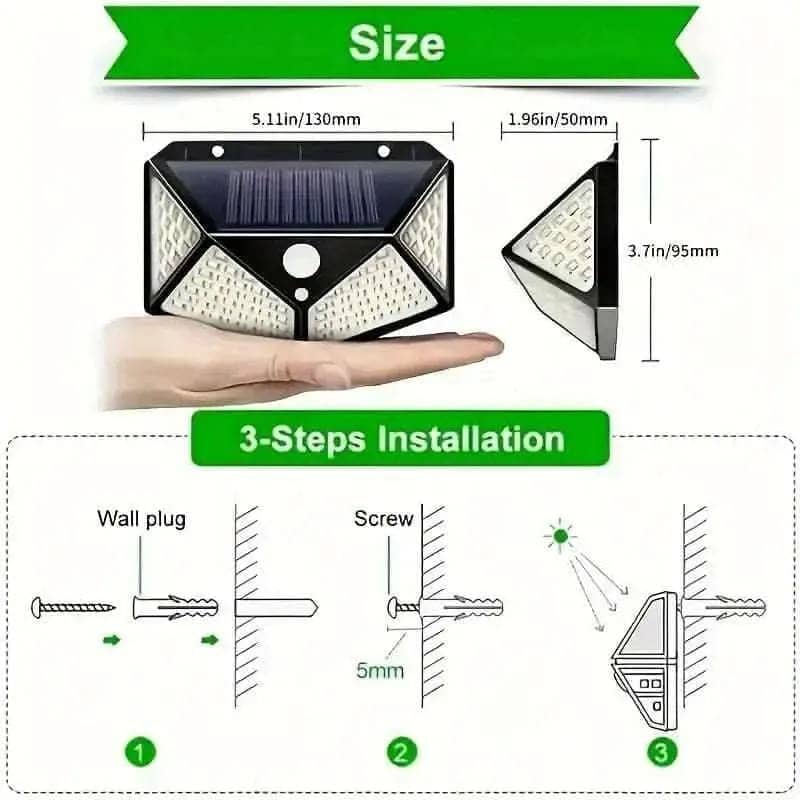 Size
5.11in/130mm
1.96in/50mm
3.7in/95mm
3-Steps Installation
Wall plug
Screw
5mm
1
2
3